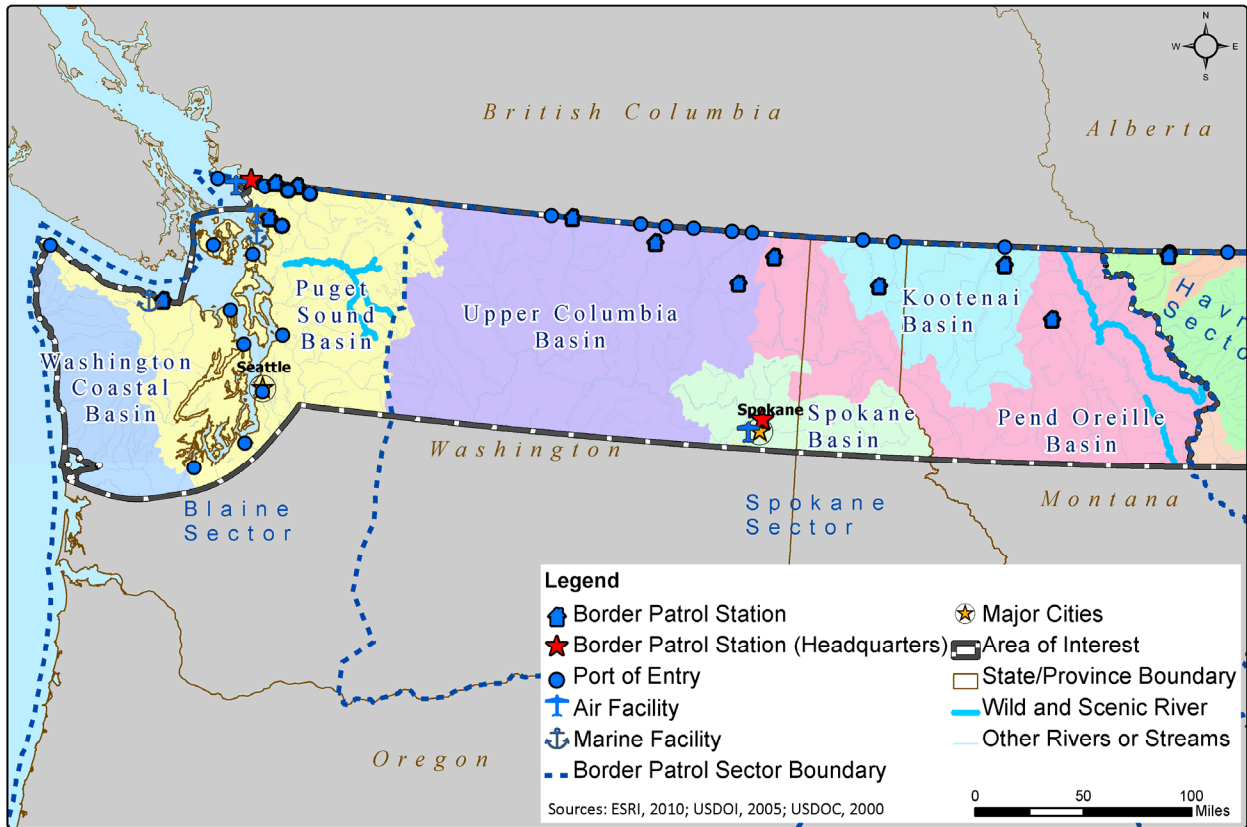 N
W E
S
British Columbia
Alberta
Puget
Sound
Basin
Upper Columbia
Basin
Kootenai
Basin
Havr
Sector
Washington
Coastal
Basin
Seattle
Spokane
Spokane
Basin
Pend Oreille
Basin
Washington
Montana
Blaine
Sector
Spokane
Sector
Oregon
Legend
Border Patrol Station
Border Patrol Station (Headquarters)
Port of Entry
Air Facility
Marine Facility
Border Patrol Sector Boundary
Major Cities
Area of Interest
State/Province Boundary
Wild and Scenic River
Other Rivers or Streams
Sources: ESRI, 2010; USDOI, 2005; USDOC, 2000
0 50 100
Miles